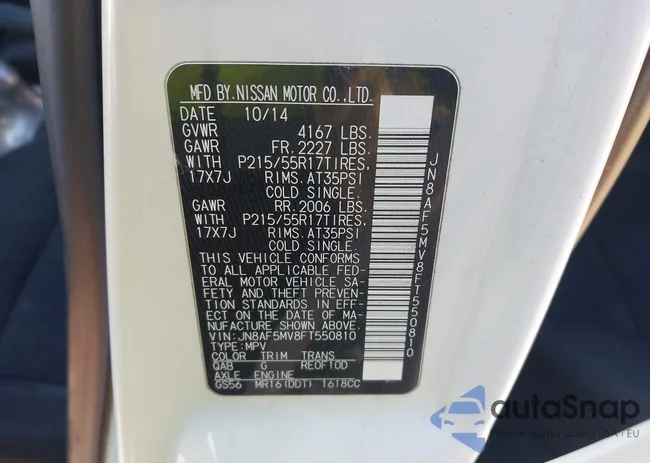 MFD BY.NISSAN MOTOR CO.,LTD.
DATE 10/14
GVWR 4167 LBS.
GAWR FR. 2227 LBS.
WITH P215/55R17TIRES,
17X7J RIMS.AT35PSI
COLD SINGLE.
GAWR RR. 2006 LBS.
WITH P215/55R17TIRES,
17X7J RIMS.AT35PSI
COLD SINGLE.
THIS VEHICLE CONFORMS
TO ALL APPLICABLE FED-
ERAL MOTOR VEHICLE SA-
FETY AND THEFT PREVEN-
TION STANDARDS IN EFF-
ECT ON THE DATE OF MA-
NUFACTURE SHOWN ABOVE.
VIN:JN8AF5MV8FT550810
TYPE:MPV
COLOR TRIM TRANS
QAB G RE0F10D
AXLE ENGINE
GS56 MR16(DDT) 1618CC
JN8AF5MV8FT550810
autoSnap